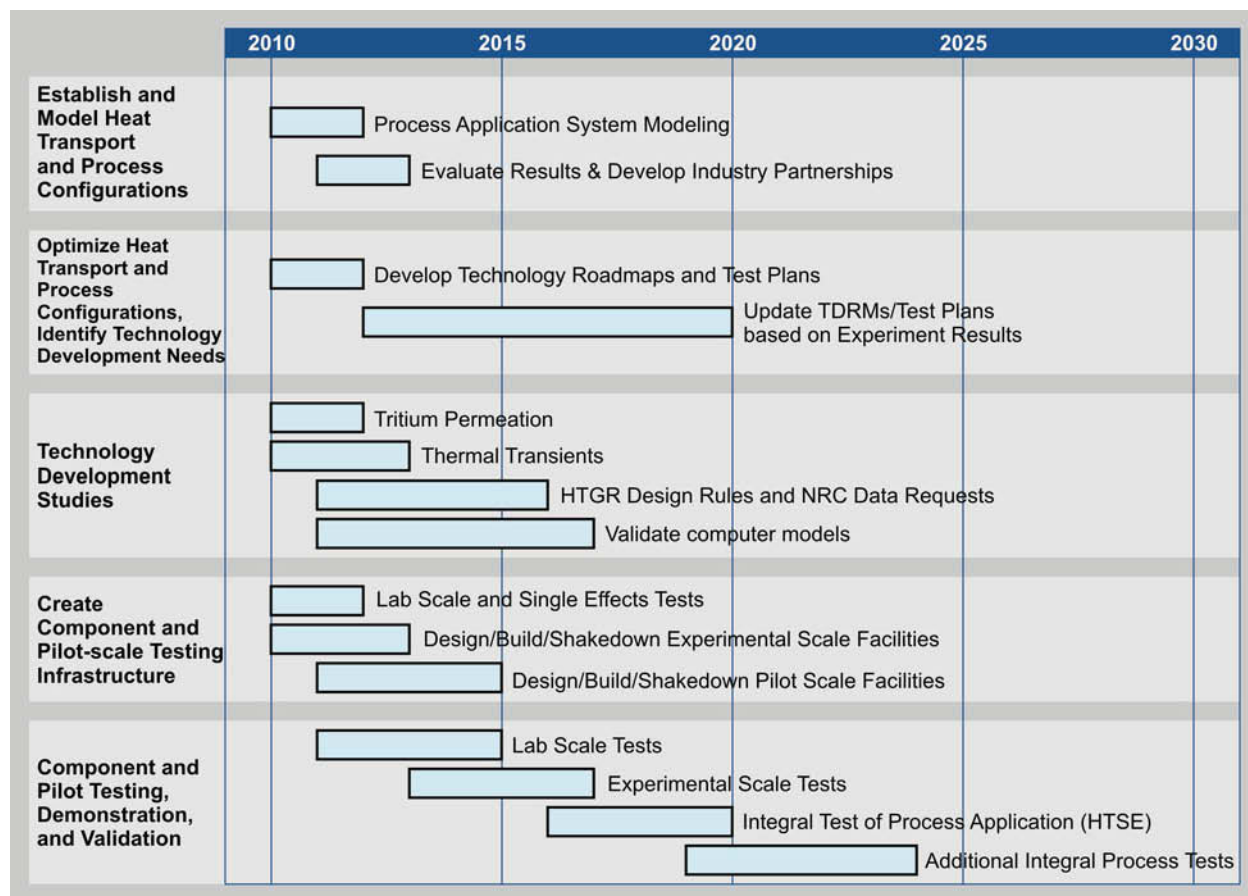 2010 2015 2020 2025 2030
Establish and
Model Heat
Transport
and Process
Configurations
Process Application System Modeling
Evaluate Results & Develop Industry Partnerships
Optimize Heat
Transport and
Process
Configurations,
Identify Technology
Development Needs
Develop Technology Roadmaps and Test Plans
Update TDRMs/Test Plans
based on Experiment Results
Technology
Development
Studies
Tritium Permeation
Thermal Transients
HTGR Design Rules and NRC Data Requests
Validate computer models
Create
Component and
Pilot-scale Testing
Infrastructure
Lab Scale and Single Effects Tests
Design/Build/Shakedown Experimental Scale Facilities
Design/Build/Shakedown Pilot Scale Facilities
Component and
Pilot Testing,
Demonstration,
and Validation
Lab Scale Tests
Experimental Scale Tests
Integral Test of Process Application (HTSE)
Additional Integral Process Tests